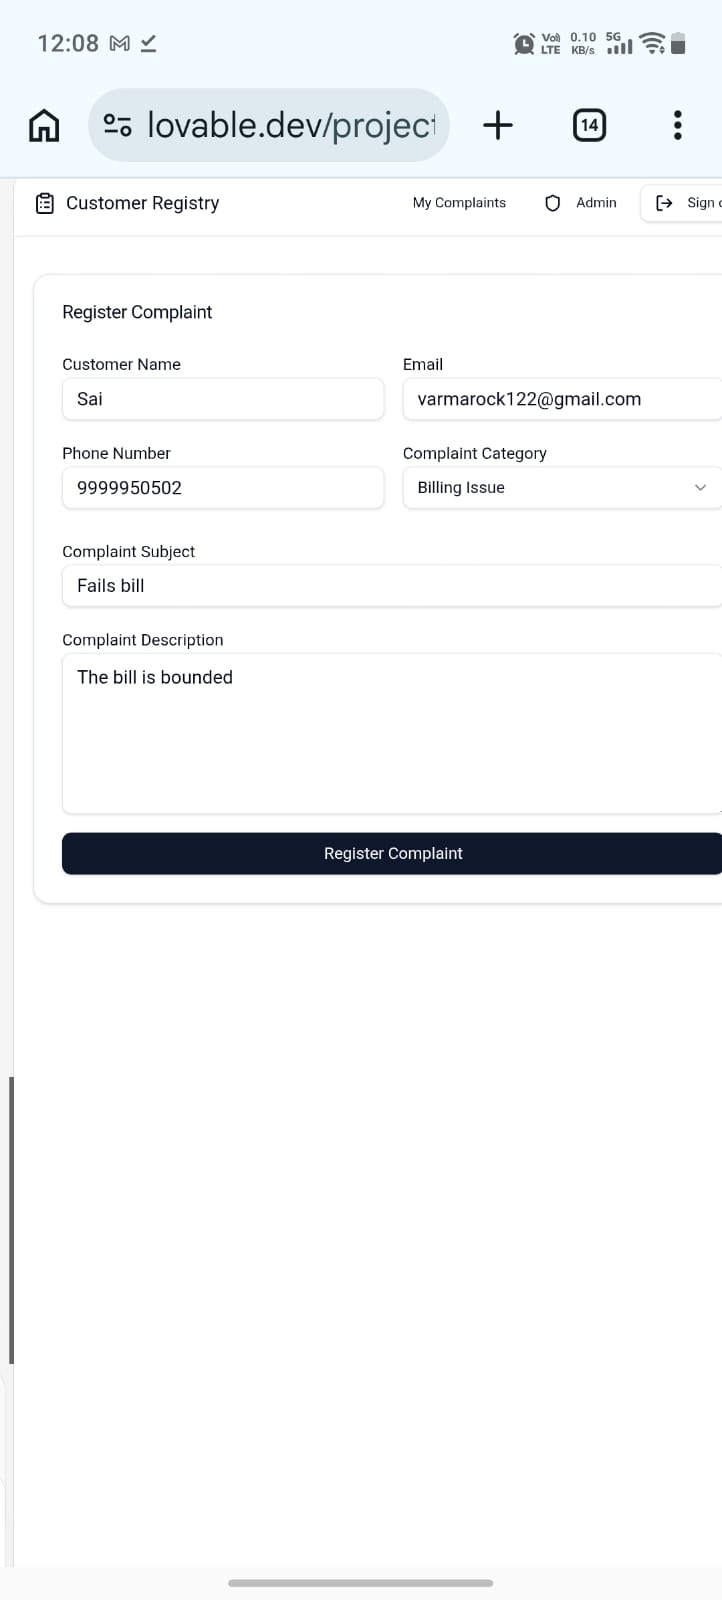 12:08
Vo) 0.10 5G
LTE KB/s
lovable.dev/project
14
Customer Registry My Complaints Admin Sign o
Register Complaint
Customer Name Email
Sai varmarock122@gmail.com
Phone Number Complaint Category
9999950502 Billing Issue
Complaint Subject
Fails bill
Complaint Description
The bill is bounded
Register Complaint